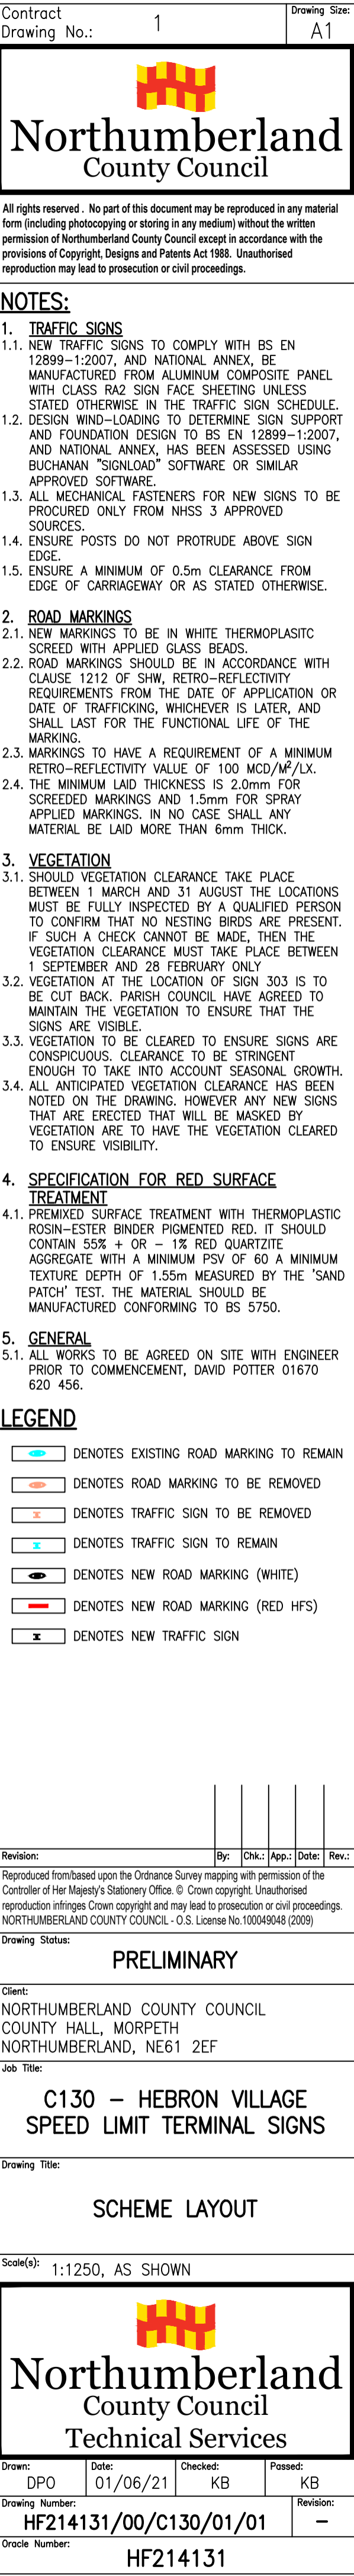 Contract
Drawing No.: 1
Drawing Size:
A1
Northumberland
County Council
All rights reserved . No part of this document may be reproduced in any material
form (including photocopying or storing in any medium) without the written
permission of Northumberland County Council except in accordance with the
provisions of Copyright, Designs and Patents Act 1988. Unauthorised
reproduction may lead to prosecution or civil proceedings.
NOTES:
1. TRAFFIC SIGNS
1.1. NEW TRAFFIC SIGNS TO COMPLY WITH BS EN
12899-1:2007, AND NATIONAL ANNEX, BE
MANUFACTURED FROM ALUMINUM COMPOSITE PANEL
WITH CLASS RA2 SIGN FACE SHEETING UNLESS
STATED OTHERWISE IN THE TRAFFIC SIGN SCHEDULE.
1.2. DESIGN WIND-LOADING TO DETERMINE SIGN SUPPORT
AND FOUNDATION DESIGN TO BS EN 12899-1:2007,
AND NATIONAL ANNEX, HAS BEEN ASSESSED USING
BUCHANAN "SIGNLOAD" SOFTWARE OR SIMILAR
APPROVED SOFTWARE.
1.3. ALL MECHANICAL FASTENERS FOR NEW SIGNS TO BE
PROCURED ONLY FROM NHSS 3 APPROVED
SOURCES.
1.4. ENSURE POSTS DO NOT PROTRUDE ABOVE SIGN
EDGE.
1.5. ENSURE A MINIMUM OF 0.5m CLEARANCE FROM
EDGE OF CARRIAGEWAY OR AS STATED OTHERWISE.
2. ROAD MARKINGS
2.1. NEW MARKINGS TO BE IN WHITE THERMOPLASITC
SCREED WITH APPLIED GLASS BEADS.
2.2. ROAD MARKINGS SHOULD BE IN ACCORDANCE WITH
CLAUSE 1212 OF SHW, RETRO-REFLECTIVITY
REQUIREMENTS FROM THE DATE OF APPLICATION OR
DATE OF TRAFFICKING, WHICHEVER IS LATER, AND
SHALL LAST FOR THE FUNCTIONAL LIFE OF THE
MARKING.
2.3. MARKINGS TO HAVE A REQUIREMENT OF A MINIMUM
RETRO-REFLECTIVITY VALUE OF 100 MCD/M²/LX.
2.4. THE MINIMUM LAID THICKNESS IS 2.0mm FOR
SCREEDED MARKINGS AND 1.5mm FOR SPRAY
APPLIED MARKINGS. IN NO CASE SHALL ANY
MATERIAL BE LAID MORE THAN 6mm THICK.
3. VEGETATION
3.1. SHOULD VEGETATION CLEARANCE TAKE PLACE
BETWEEN 1 MARCH AND 31 AUGUST THE LOCATIONS
MUST BE FULLY INSPECTED BY A QUALIFIED PERSON
TO CONFIRM THAT NO NESTING BIRDS ARE PRESENT.
IF SUCH A CHECK CANNOT BE MADE, THEN THE
VEGETATION CLEARANCE MUST TAKE PLACE BETWEEN
1 SEPTEMBER AND 28 FEBRUARY ONLY
3.2. VEGETATION AT THE LOCATION OF SIGN 303 IS TO
BE CUT BACK. PARISH COUNCIL HAVE AGREED TO
MAINTAIN THE VEGETATION TO ENSURE THAT THE
SIGNS ARE VISIBLE.
3.3. VEGETATION TO BE CLEARED TO ENSURE SIGNS ARE
CONSPICUOUS. CLEARANCE TO BE STRINGENT
ENOUGH TO TAKE INTO ACCOUNT SEASONAL GROWTH.
3.4. ALL ANTICIPATED VEGETATION CLEARANCE HAS BEEN
NOTED ON THE DRAWING. HOWEVER ANY NEW SIGNS
THAT ARE ERECTED THAT WILL BE MASKED BY
VEGETATION ARE TO HAVE THE VEGETATION CLEARED
TO ENSURE VISIBILITY.
4. SPECIFICATION FOR RED SURFACE
TREATMENT
4.1. PREMIXED SURFACE TREATMENT WITH THERMOPLASTIC
ROSIN-ESTER BINDER PIGMENTED RED. IT SHOULD
CONTAIN 55% + OR - 1% RED QUARTZITE
AGGREGATE WITH A MINIMUM PSV OF 60 A MINIMUM
TEXTURE DEPTH OF 1.55m MEASURED BY THE 'SAND
PATCH' TEST. THE MATERIAL SHOULD BE
MANUFACTURED CONFORMING TO BS 5750.
5. GENERAL
5.1. ALL WORKS TO BE AGREED ON SITE WITH ENGINEER
PRIOR TO COMMENCEMENT, DAVID POTTER 01670
620 456.
LEGEND
DENOTES EXISTING ROAD MARKING TO REMAIN
DENOTES ROAD MARKING TO BE REMOVED
DENOTES TRAFFIC SIGN TO BE REMOVED
DENOTES TRAFFIC SIGN TO REMAIN
DENOTES NEW ROAD MARKING (WHITE)
DENOTES NEW ROAD MARKING (RED HFS)
DENOTES NEW TRAFFIC SIGN
Revision: By: Chk.: App.: Date: Rev.:
Reproduced from/based upon the Ordnance Survey mapping with permission of the
Controller of Her Majesty's Stationery Office. © Crown copyright. Unauthorised
reproduction infringes Crown copyright and may lead to prosecution or civil proceedings.
NORTHUMBERLAND COUNTY COUNCIL - O.S. License No.100049048 (2009)
Drawing Status:
PRELIMINARY
Client:
NORTHUMBERLAND COUNTY COUNCIL
COUNTY HALL, MORPETH
NORTHUMBERLAND, NE61 2EF
Job Title:
C130 - HEBRON VILLAGE
SPEED LIMIT TERMINAL SIGNS
Drawing Title:
SCHEME LAYOUT
Scale(s): 1:1250, AS SHOWN
Northumberland
County Council
Technical Services
Drawn: Date: Checked: Passed:
DPO 01/06/21 KB KB
Drawing Number: Revision:
HF214131/00/C130/01/01 -
Oracle Number:
HF214131